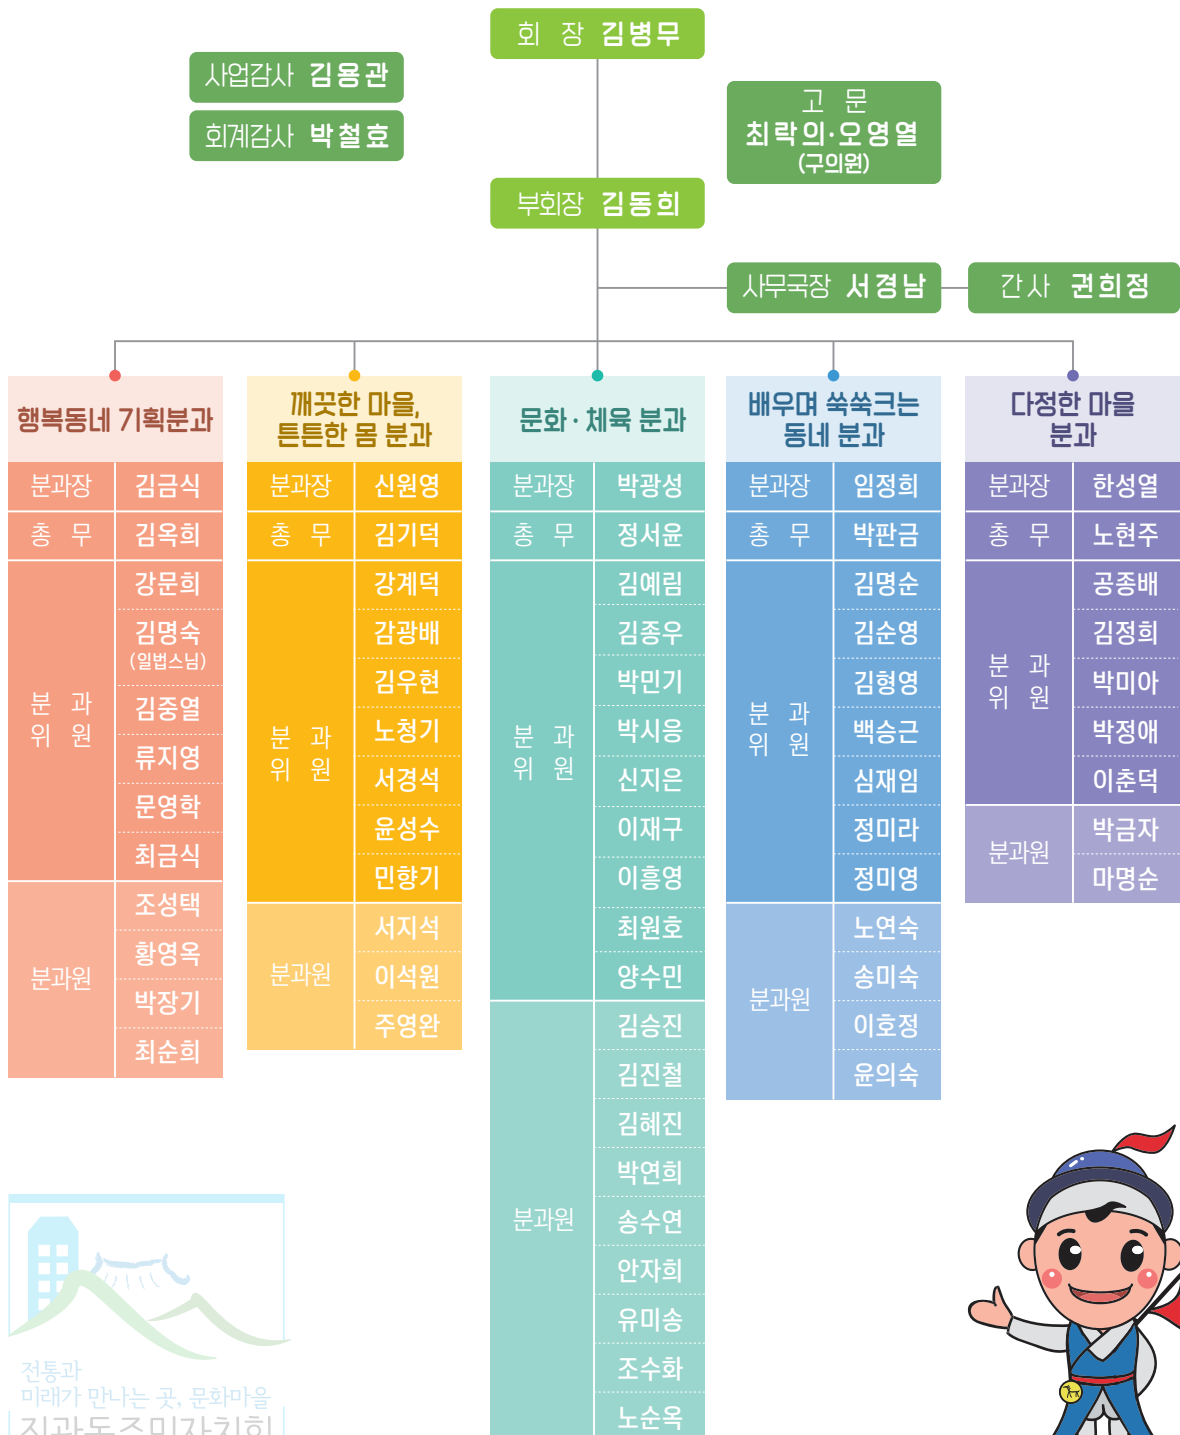 회 장 김병무
사업감사 김용관
회계감사 박철효
고 문
최락의·오영열
(구의원)
부회장 김동희
사무국장 서경남
간사 권희정
행복동네 기획분과
분과장 김금식
총 무 김옥희
분 과
위 원
강문희
김명숙
(일법스님)
김중열
류지영
문영학
최금식
분과원
조성택
황영옥
박장기
최순희
깨끗한 마을,
튼튼한 몸 분과
분과장 신원영
총 무 김기덕
분 과
위 원
강계덕
감광배
김우현
노청기
서경석
윤성수
민향기
분과원
서지석
이석원
주영완
문화·체육 분과
분과장 박광성
총 무 정서윤
분 과
위 원
김예림
김종우
박민기
박시응
신지은
이재구
이흥영
최원호
양수민
분과원
김승진
김진철
김혜진
박연희
송수연
안자희
유미송
조수화
노순옥
배우며 쑥쑥크는
동네 분과
분과장 임정희
총 무 박판금
분 과
위 원
김명순
김순영
김형영
백승근
심재임
정미라
정미영
분과원
노연숙
송미숙
이호정
윤의숙
다정한 마을
분과
분과장 한성열
총 무 노현주
분 과
위 원
공종배
김정희
박미아
박정애
이춘덕
분과원
박금자
마명순
전통과
미래가 만나는 곳, 문화마을
진관동주민자치회